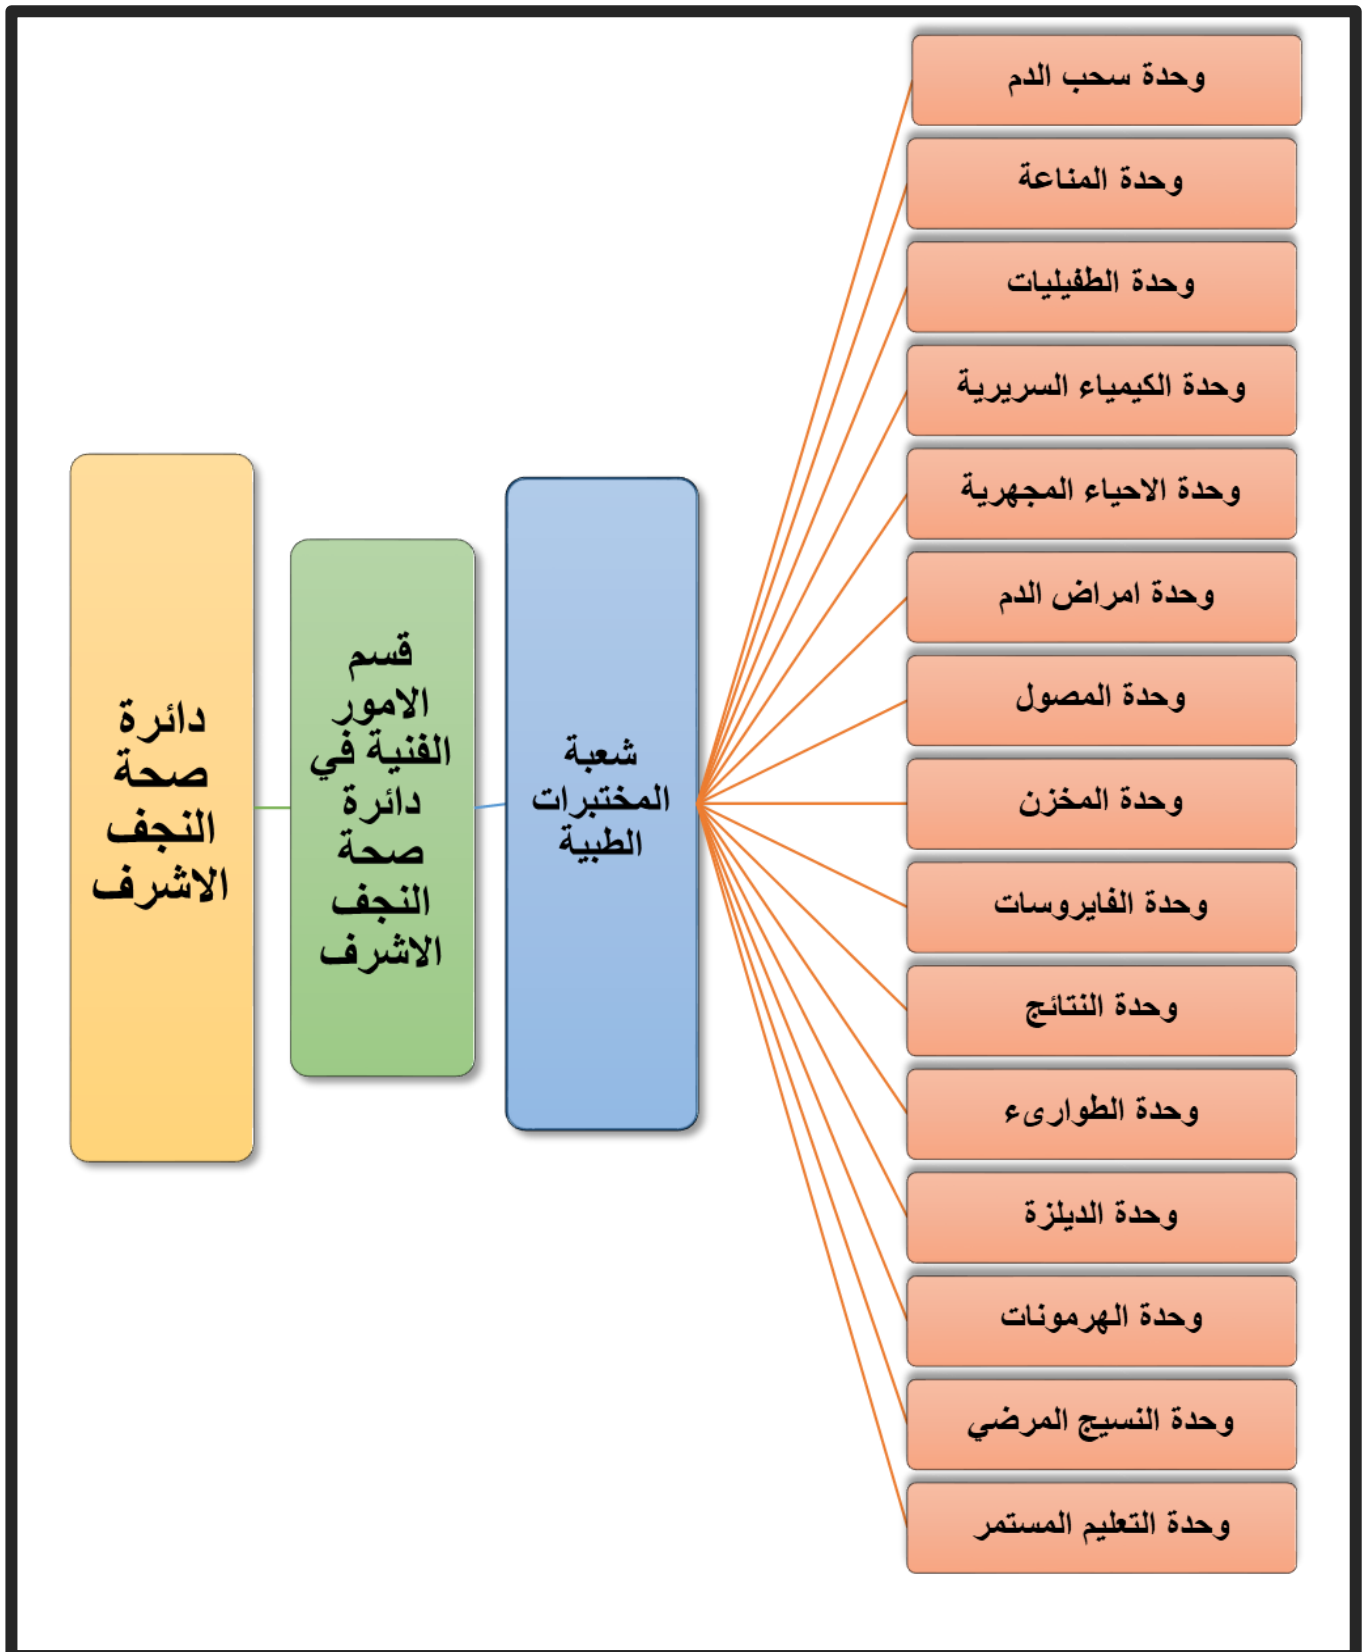 وحدة سحب الدم
وحدة المناعة
وحدة الطفيليات
وحدة الكيمياء السريرية
وحدة الاحياء المجهرية
وحدة امراض الدم
وحدة المصول
وحدة المخزن
وحدة الفايروسات
وحدة النتائج
وحدة الطوارىء
وحدة الديلزة
وحدة الهرمونات
وحدة النسيج المرضي
وحدة التعليم المستمر
شعبة
المختبرات
الطبية
قسم
الامور
الفنية في
دائرة
صحة
النجف
الاشرف
دائرة
صحة
النجف
الاشرف